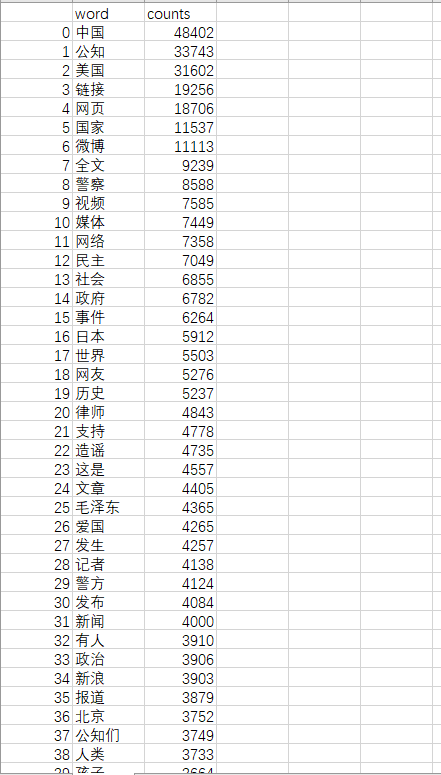 word counts
0 中国 48402
1 公知 33743
2 美国 31602
3 链接 19256
4 网页 18706
5 国家 11537
6 微博 11113
7 全文 9239
8 警察 8588
9 视频 7585
10 媒体 7449
11 网络 7358
12 民主 7049
13 社会 6855
14 政府 6782
15 事件 6264
16 日本 5912
17 世界 5503
18 网友 5276
19 历史 5237
20 律师 4843
21 支持 4778
22 造谣 4735
23 这是 4557
24 文章 4405
25 毛泽东 4365
26 爱国 4265
27 发生 4257
28 记者 4138
29 警方 4124
30 发布 4084
31 新闻 4000
32 有人 3910
33 政治 3906
34 新浪 3903
35 报道 3879
36 北京 3752
37 公知们 3749
38 人类 3733
39 孩子 3664